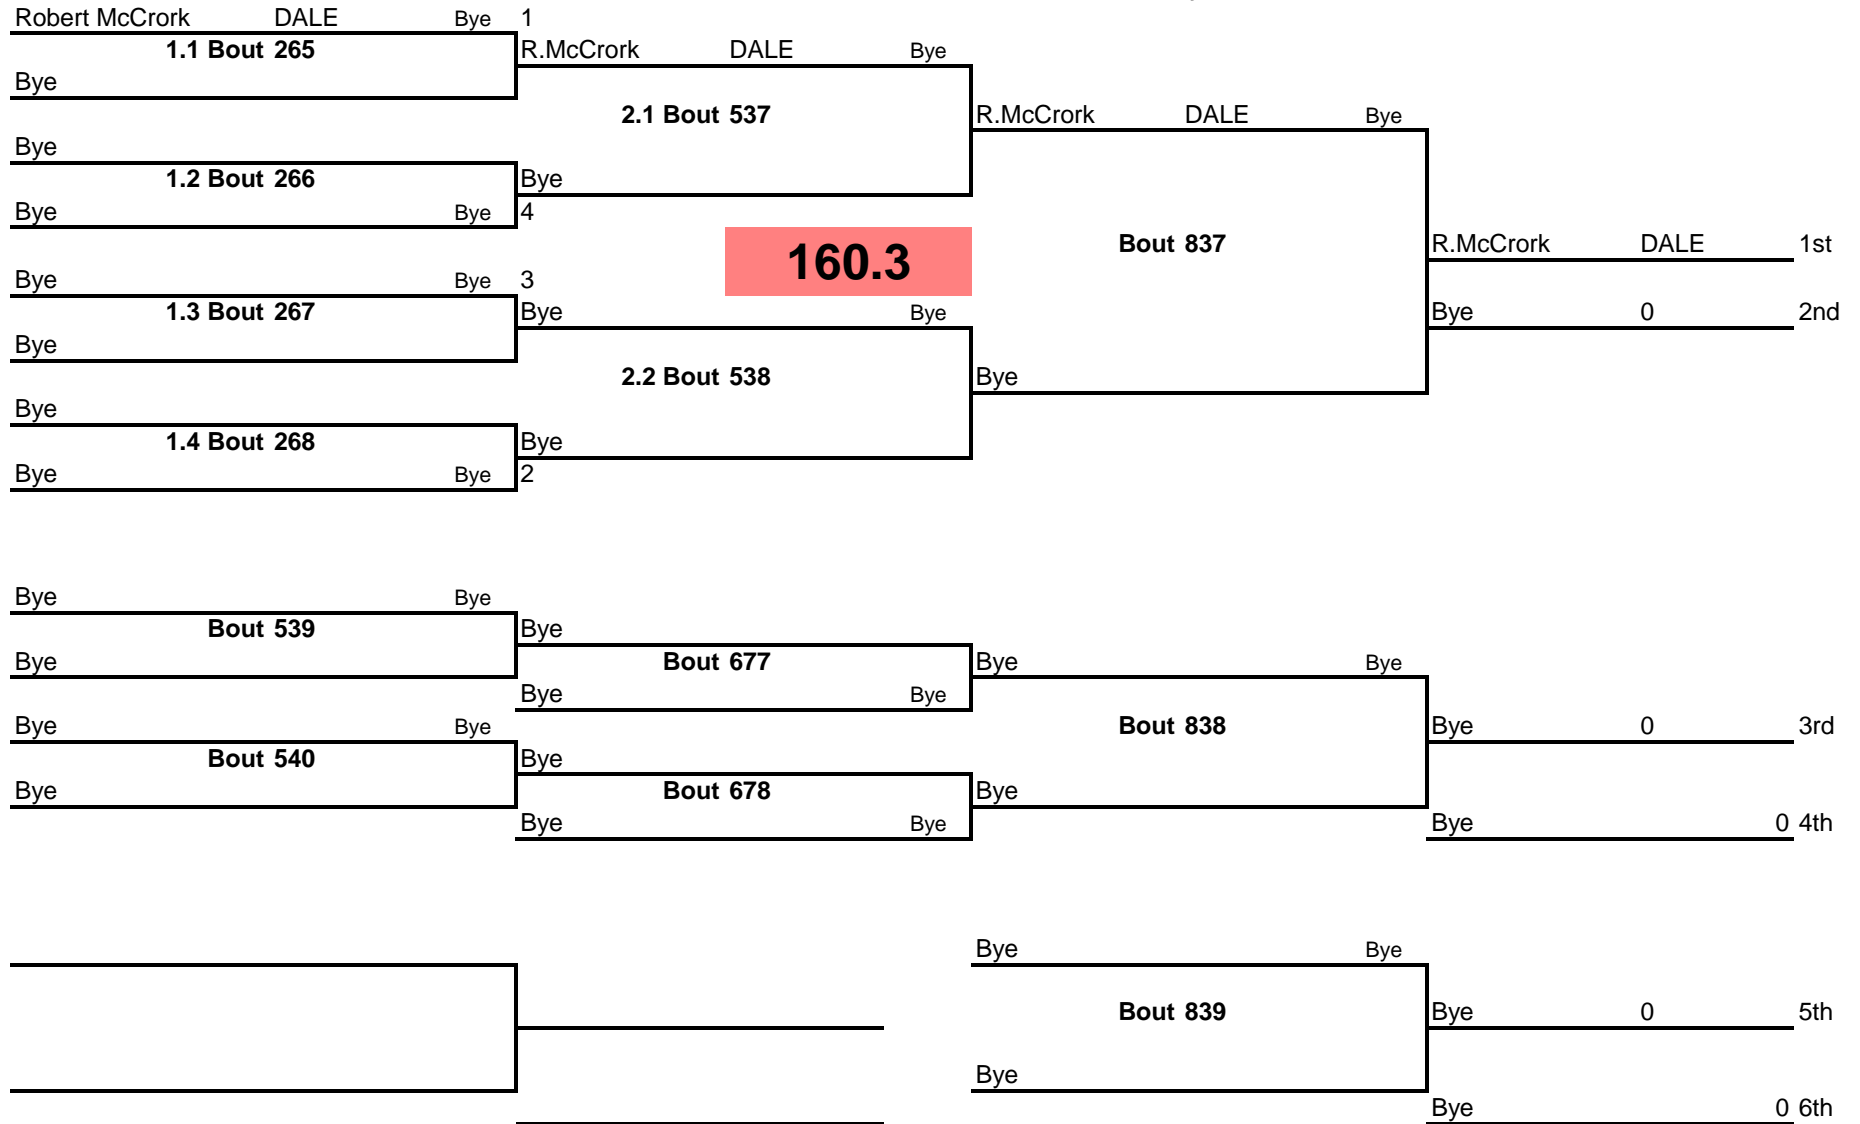 Robert McCrork DALE Bye 1
1.1 Bout 265 R.McCrork DALE Bye
Bye
2.1 Bout 537 R.McCrork DALE Bye
Bye
1.2 Bout 266 Bye
Bye Bye 4
160.3 Bout 837 R.McCrork DALE 1st
Bye Bye 3
1.3 Bout 267 Bye Bye Bye 0 2nd
Bye
2.2 Bout 538 Bye
Bye
1.4 Bout 268 Bye
Bye Bye 2
Bye Bye
Bout 539 Bye
Bye Bout 677 Bye Bye
Bye Bye
Bye Bye Bout 838 Bye 0 3rd
Bout 540 Bye
Bye Bout 678 Bye
Bye Bye Bye 0 4th
Bye Bye
Bout 839 Bye 0 5th
Bye
Bye 0 6th